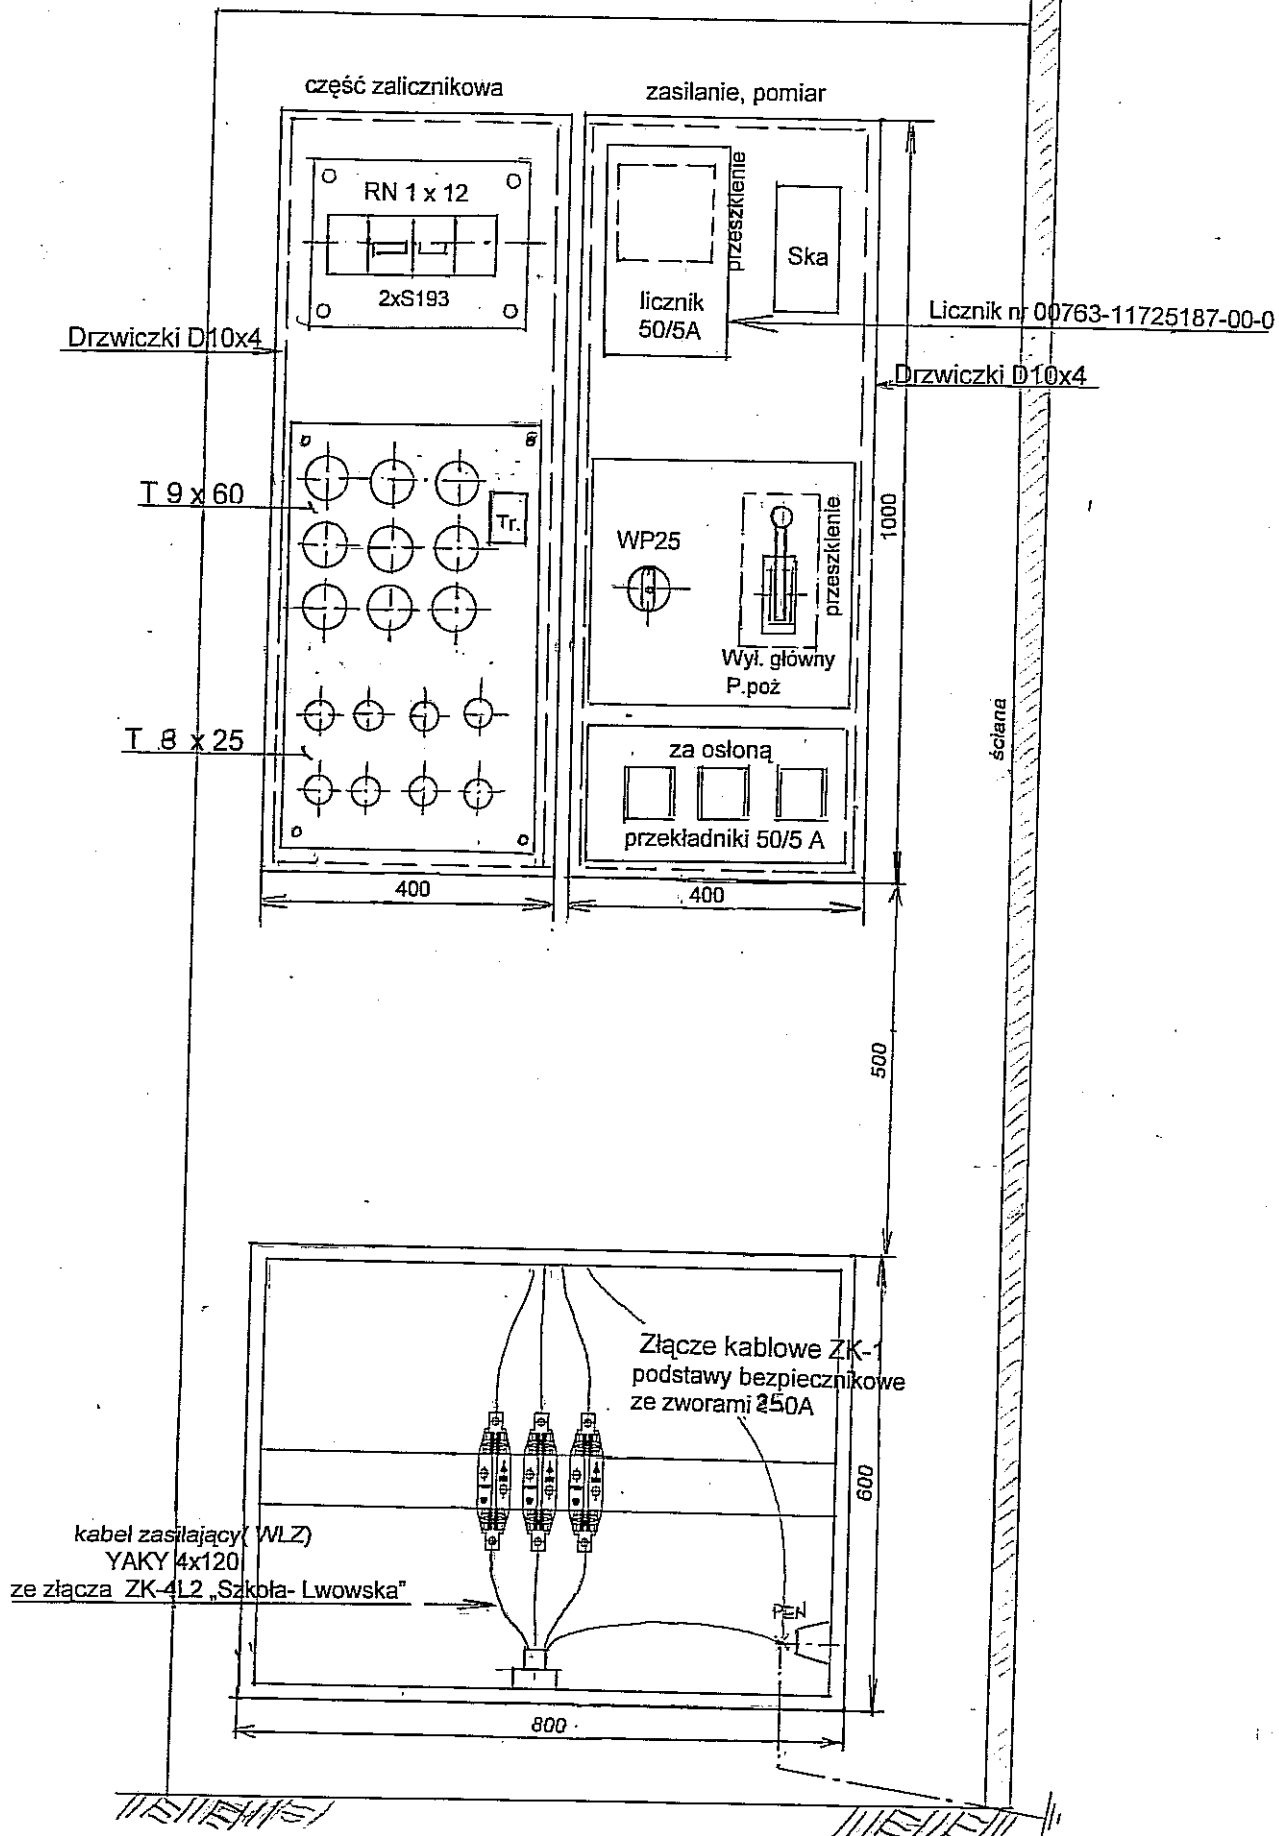 część zalicznikowa
zasilanie, pomiar
RN 1 x 12
2xS193
przeszklenie
Ska
licznik
50/5A
Licznik nr 00763-11725187-00-0
Drzwiczki D10x4
Drzwiczki D10x4
T 9 x 60
Tr.
WP25
przeszklenie
1000
Wył. główny
P.poż
T 8 x 25
za osłoną
przekładniki 50/5 A
ściana
400
400
500
Złącze kablowe ZK-1
podstawy bezpiecznikowe
ze zworami 250A
600
kabel zasilający( WLZ)
YAKY 4x120
ze złącza ZK-4L2 „Szkoła- Lwowska"
PEN
800